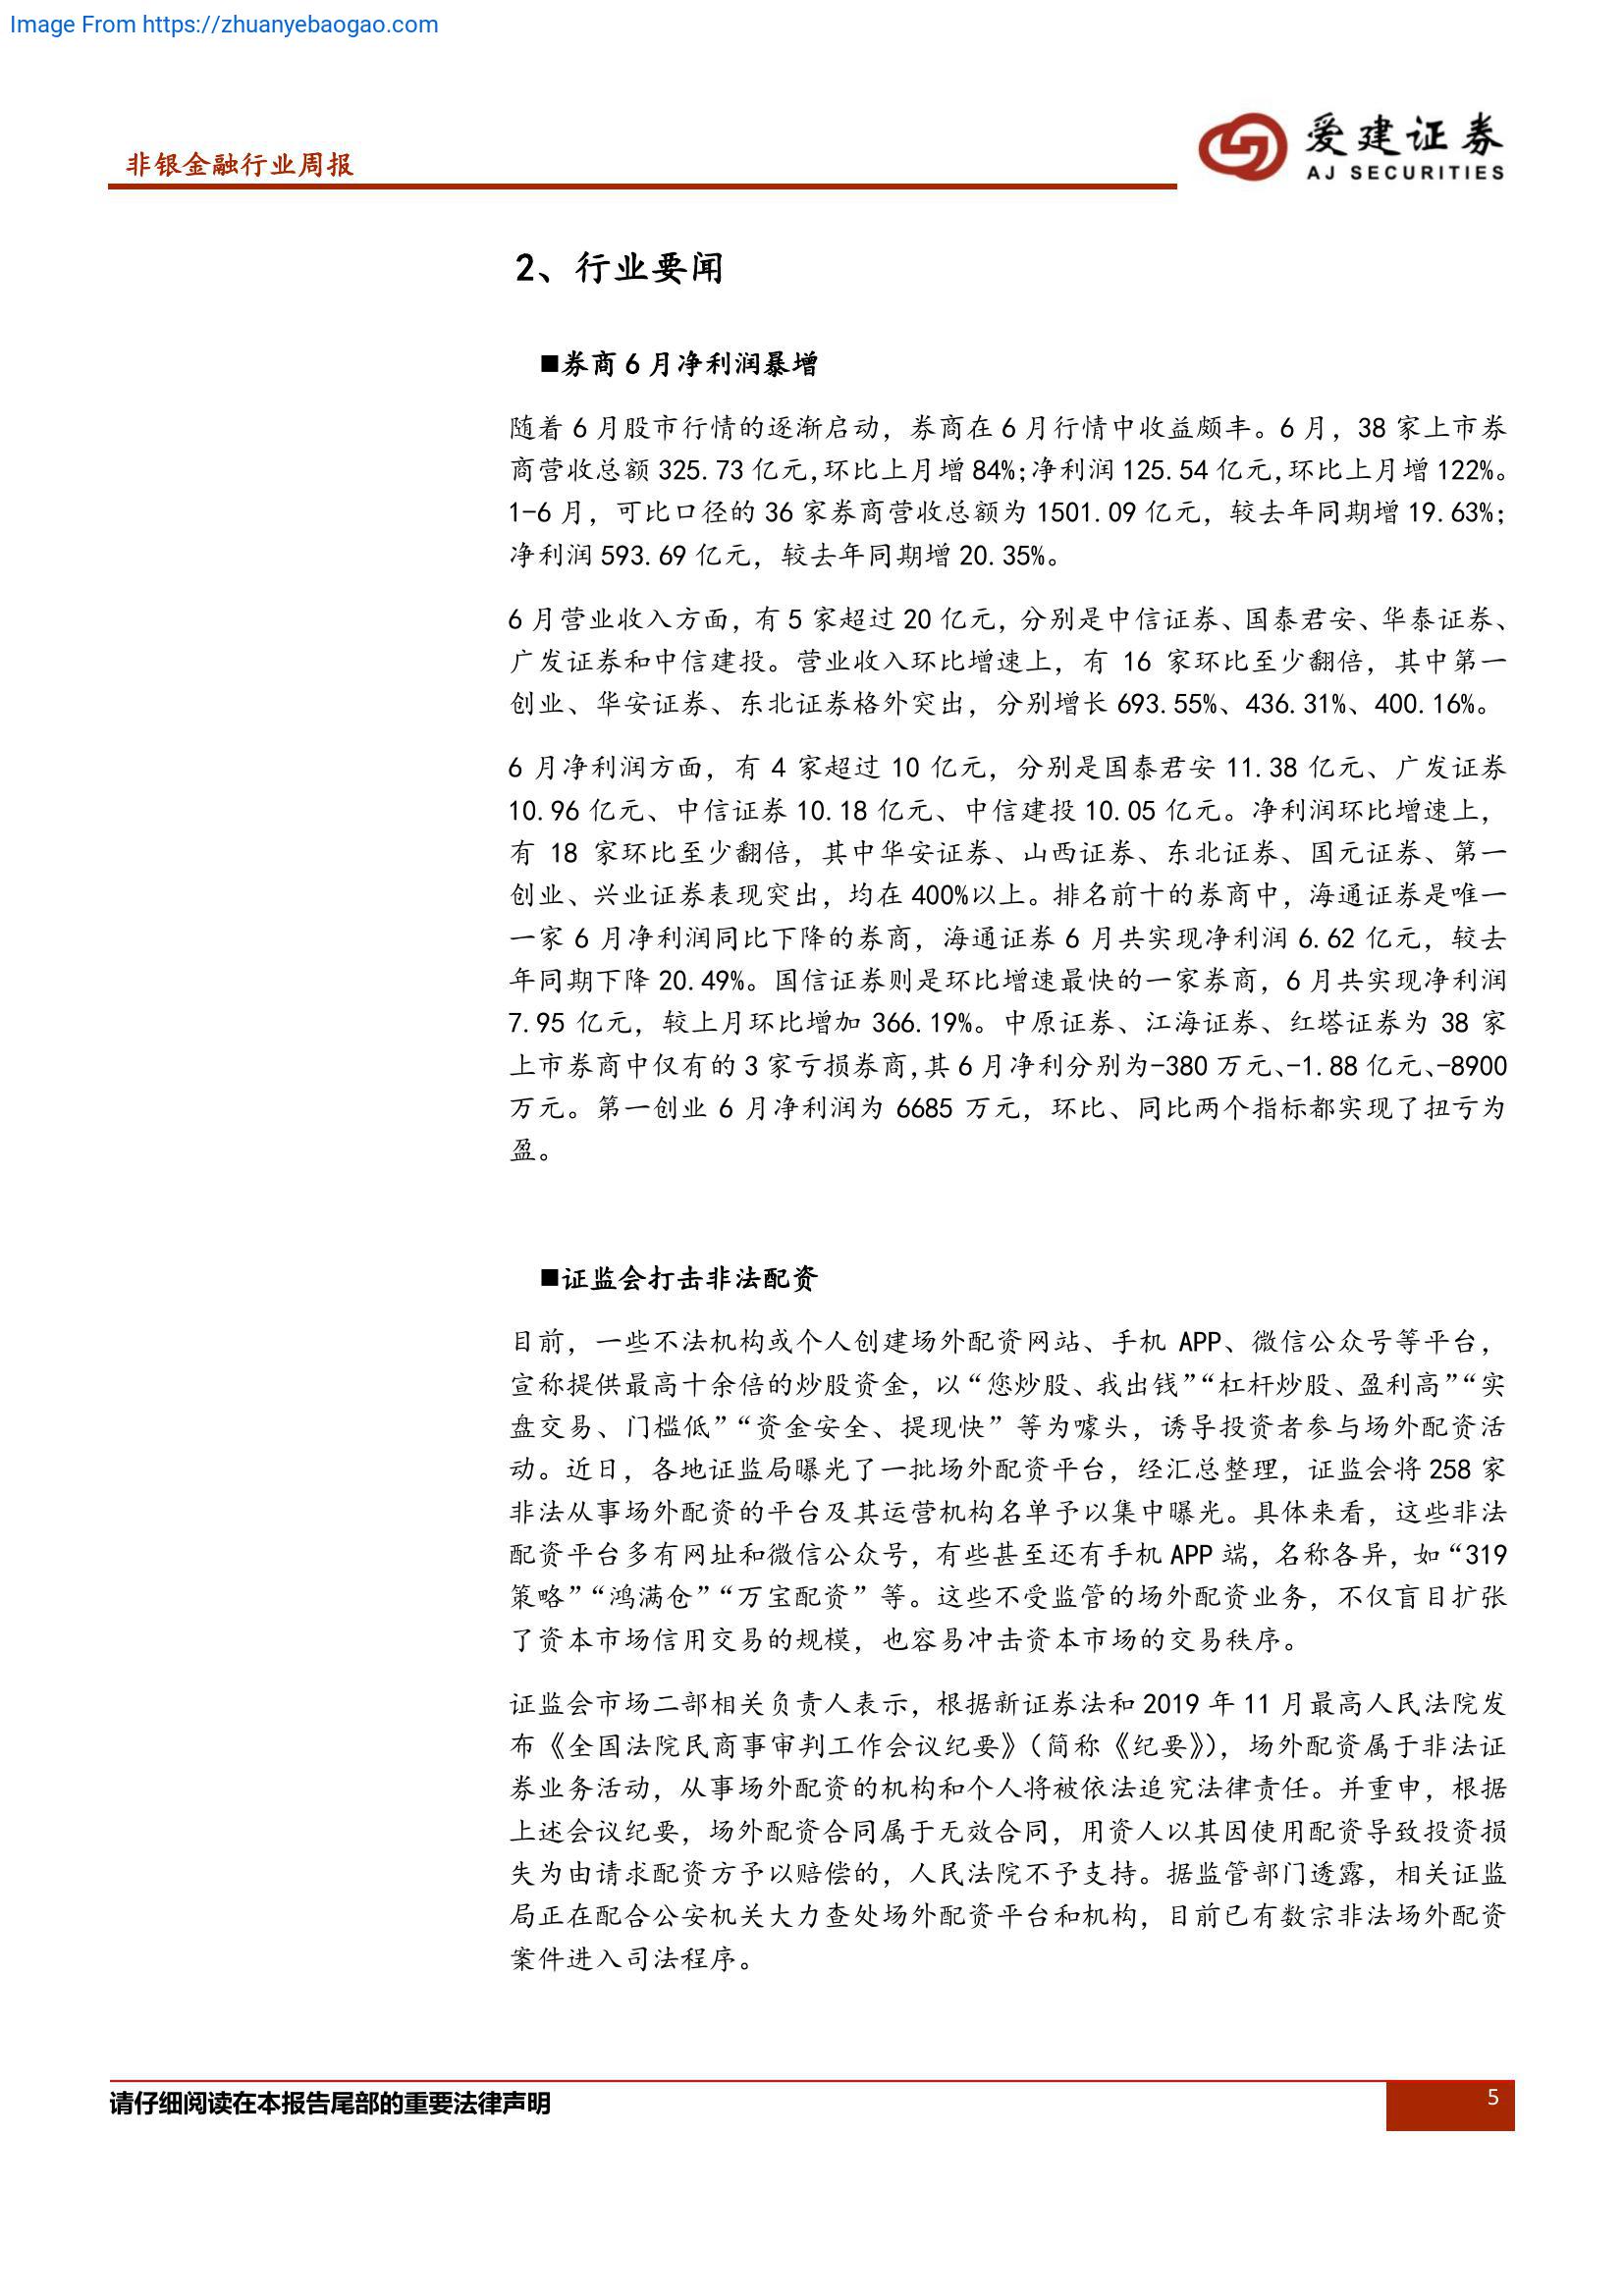 Image From https://zhuanyebaogao.com
非银金融行业周报
爱建证券
AJ SECURITIES
2、行业要闻
■券商 6 月净利润暴增
随着 6 月股市行情的逐渐启动，券商在 6 月行情中收益颇丰。6 月，38 家上市券
商营收总额 325.73 亿元,环比上月增 84%;净利润 125.54 亿元,环比上月增 122%。
1-6 月，可比口径的 36 家券商营收总额为 1501.09 亿元，较去年同期增 19.63%;
净利润 593.69 亿元，较去年同期增 20.35%。
6 月营业收入方面，有 5 家超过 20 亿元，分别是中信证券、国泰君安、华泰证券、
广发证券和中信建投。营业收入环比增速上，有 16 家环比至少翻倍，其中第一
创业、华安证券、东北证券格外突出，分别增长 693.55%、436.31%、400.16%。
6 月净利润方面，有 4 家超过 10 亿元，分别是国泰君安 11.38 亿元、广发证券
10.96 亿元、中信证券 10.18 亿元、中信建投 10.05 亿元。净利润环比增速上，
有 18 家环比至少翻倍，其中华安证券、山西证券、东北证券、国元证券、第一
创业、兴业证券表现突出，均在 400%以上。排名前十的券商中，海通证券是唯一
一家 6 月净利润同比下降的券商，海通证券 6 月共实现净利润 6.62 亿元，较去
年同期下降 20.49%。国信证券则是环比增速最快的一家券商，6 月共实现净利润
7.95 亿元，较上月环比增加 366.19%。中原证券、江海证券、红塔证券为 38 家
上市券商中仅有的 3 家亏损券商,其 6 月净利分别为-380 万元、-1.88 亿元、-8900
万元。第一创业 6 月净利润为 6685 万元，环比、同比两个指标都实现了扭亏为
盈。
■证监会打击非法配资
目前，一些不法机构或个人创建场外配资网站、手机 APP、微信公众号等平台，
宣称提供最高十余倍的炒股资金，以“您炒股、我出钱”“杠杆炒股、盈利高”“实
盘交易、门槛低”“资金安全、提现快”等为噱头，诱导投资者参与场外配资活
动。近日，各地证监局曝光了一批场外配资平台，经汇总整理，证监会将 258 家
非法从事场外配资的平台及其运营机构名单予以集中曝光。具体来看，这些非法
配资平台多有网址和微信公众号，有些甚至还有手机 APP 端，名称各异，如“319
策略”“鸿满仓”“万宝配资”等。这些不受监管的场外配资业务，不仅盲目扩张
了资本市场信用交易的规模，也容易冲击资本市场的交易秩序。
证监会市场二部相关负责人表示，根据新证券法和 2019 年 11 月最高人民法院发
布《全国法院民商事审判工作会议纪要》（简称《纪要》），场外配资属于非法证
券业务活动，从事场外配资的机构和个人将被依法追究法律责任。并重申，根据
上述会议纪要，场外配资合同属于无效合同，用资人以其因使用配资导致投资损
失为由请求配资方予以赔偿的，人民法院不予支持。据监管部门透露，相关证监
局正在配合公安机关大力查处场外配资平台和机构，目前已有数宗非法场外配资
案件进入司法程序。
请仔细阅读在本报告尾部的重要法律声明
5